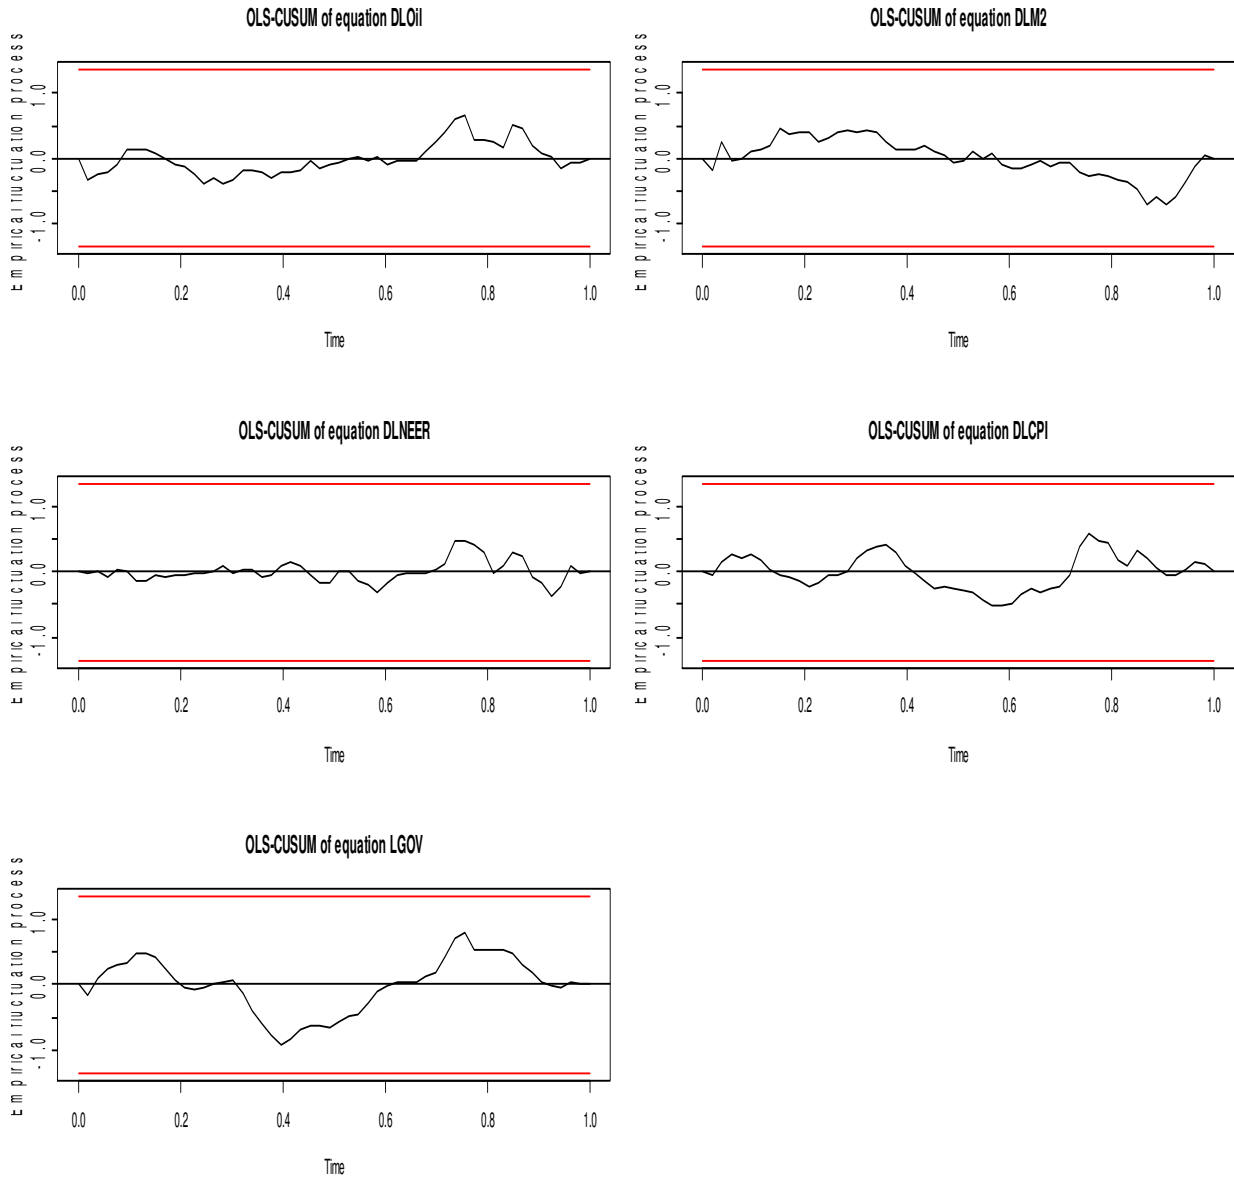 OLS-CUSUM of equation DLOil
Empirical fluctuation process
1.0
0.0
-1.0
0.0 0.2 0.4 0.6 0.8 1.0
Time
OLS-CUSUM of equation DLM2
Empirical fluctuation process
1.0
0.0
-1.0
0.0 0.2 0.4 0.6 0.8 1.0
Time
OLS-CUSUM of equation DLNEER
Empirical fluctuation process
1.0
0.0
-1.0
0.0 0.2 0.4 0.6 0.8 1.0
Time
OLS-CUSUM of equation DLCPI
Empirical fluctuation process
1.0
0.0
-1.0
0.0 0.2 0.4 0.6 0.8 1.0
Time
OLS-CUSUM of equation LGOV
Empirical fluctuation process
1.0
0.0
-1.0
0.0 0.2 0.4 0.6 0.8 1.0
Time